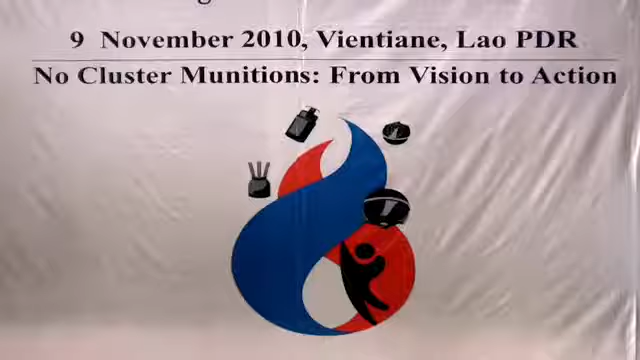 9 November 2010, Vientiane, Lao PDR
No Cluster Munitions: From Vision to Action